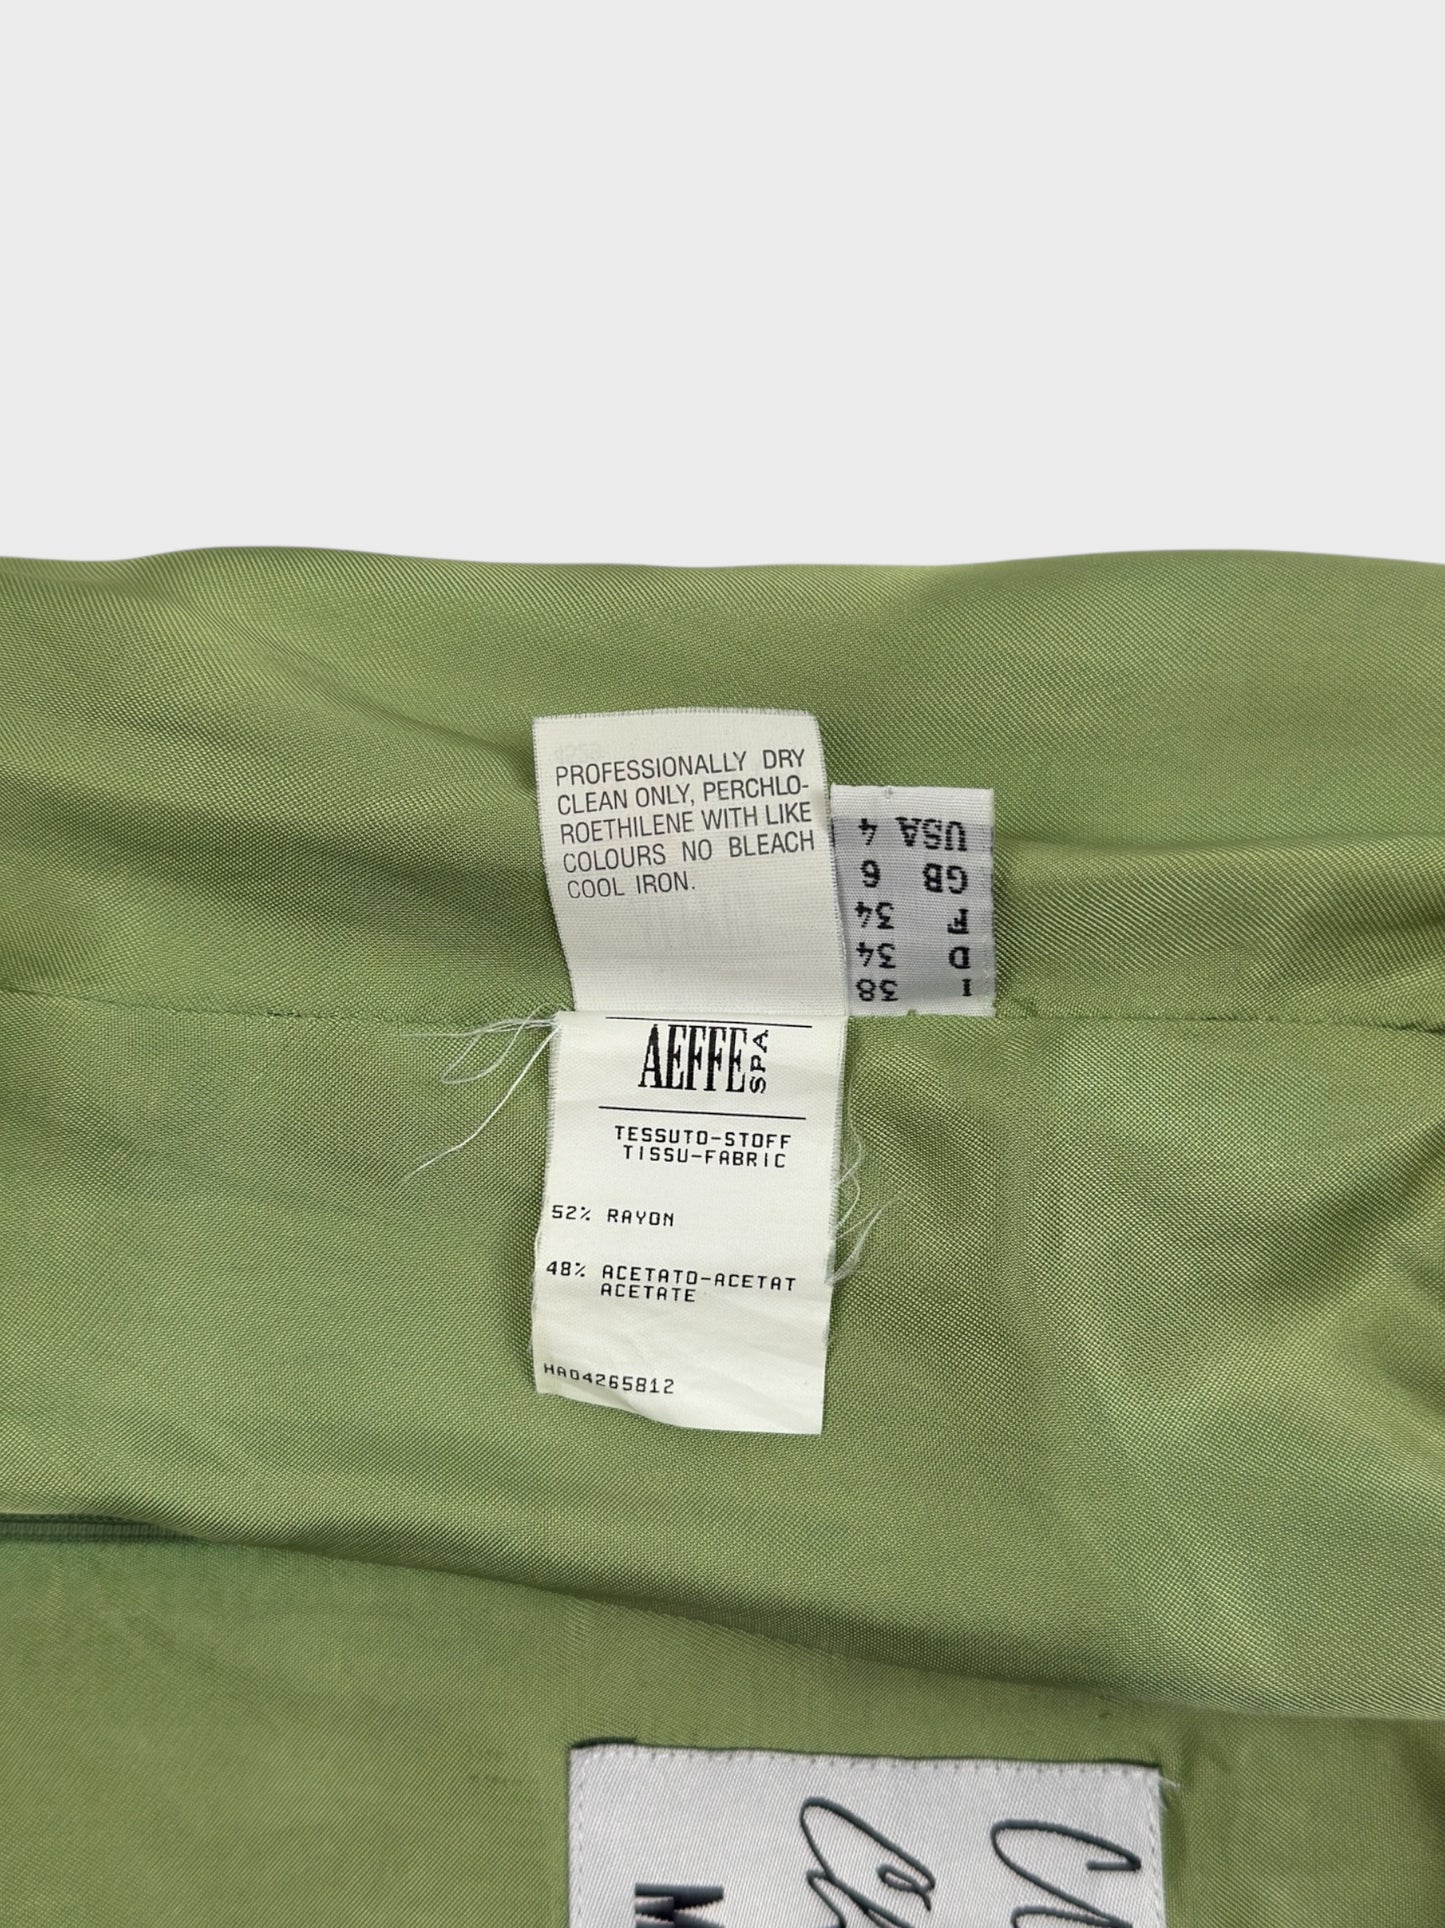 PROFESSIONALLY DRY
CLEAN ONLY, PERCHLO-
ROETHILENE WITH LIKE
COLOURS NO BLEACH
COOL IRON.
I 38
D 34
F 34
GB 6
USA 4
AEFFE SPA
TESSUTO-STOFF
TISSU-FABRIC
52% RAYON
48% ACETATO-ACETAT
ACETATE
HA04265812